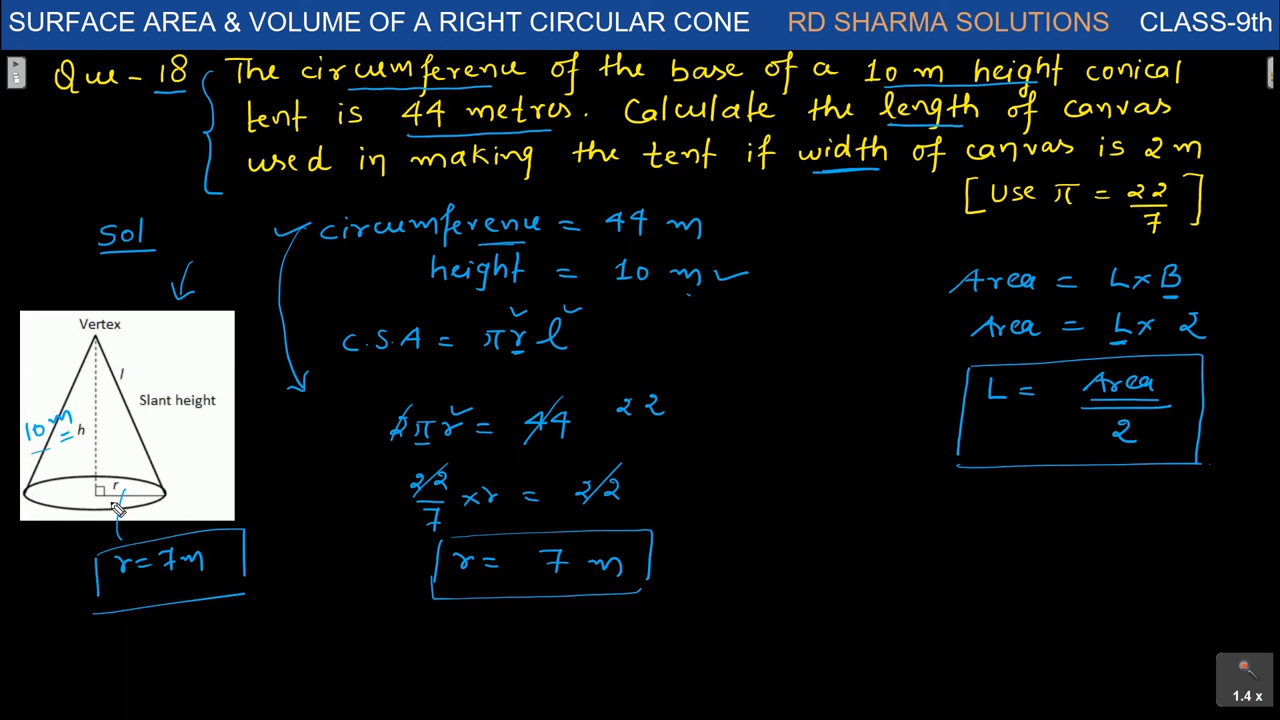 SURFACE AREA & VOLUME OF A RIGHT CIRCULAR CONE RD SHARMA SOLUTIONS CLASS-9th
Que - 18 The circumference of the base of a 10 m height conical
tent is 44 metres. Calculate the length of canvas
used in making the tent if width of canvas is 2 m
[Use π = 22/7]
Sol
circumference = 44 m
height = 10 m
C.S.A = πrl
2πr = 44 22
22/7 × r = 22
r = 7 m
Area = L × B
Area = L × 2
L = Area/2
Vertex
l
Slant height
10 m
h
r
r = 7 m
1.4 x